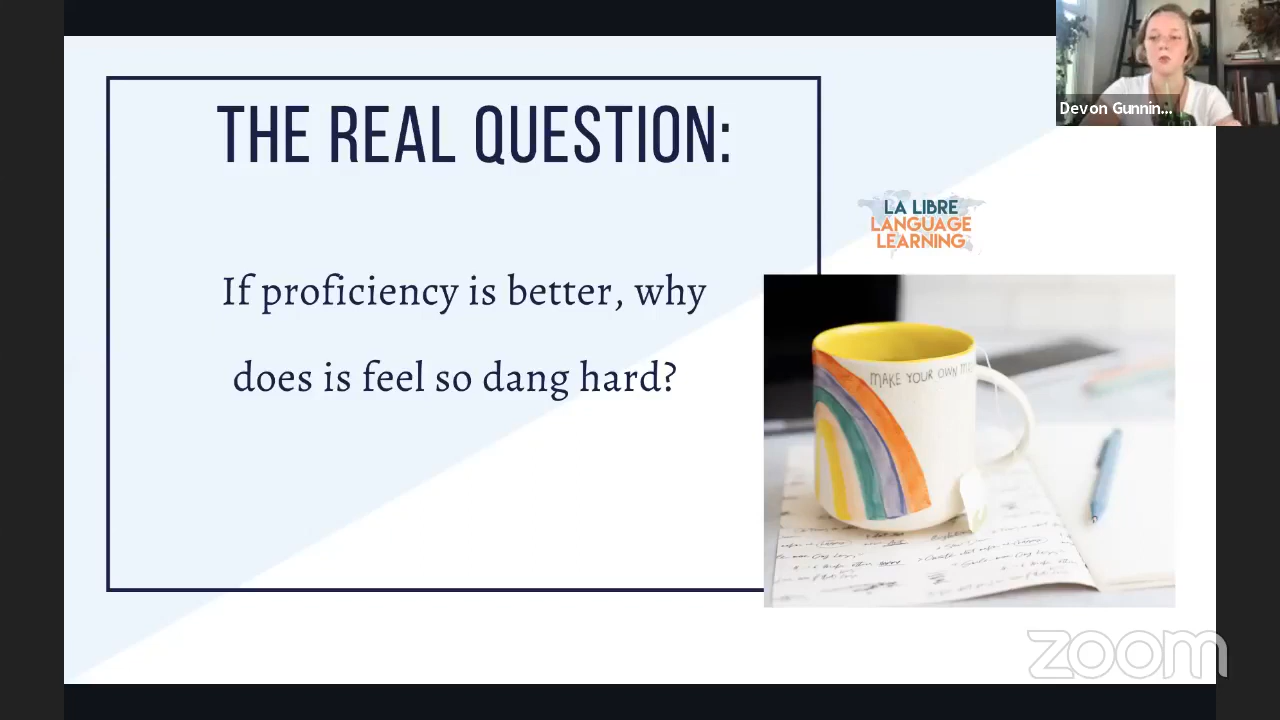 THE REAL QUESTION:
If proficiency is better, why
does is feel so dang hard?
Devon Gunnin...
LA LIBRE
LANGUAGE
LEARNING
MAKE YOUR OWN
zoom